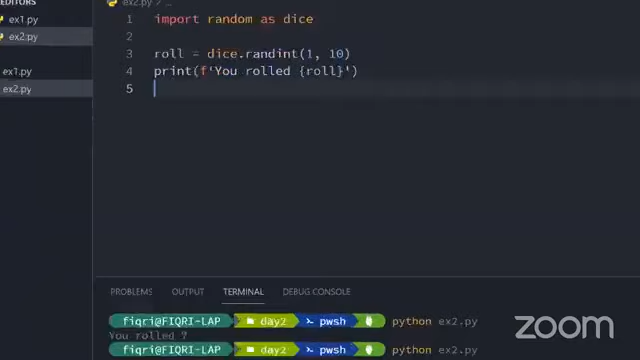 EDITORS
ex1.py
ex2.py
ex1.py
ex2.py
ex2.py / ...
1 import random as dice
2
3 roll = dice.randint(1, 10)
4 print(f'You rolled {roll}')
5
PROBLEMS OUTPUT TERMINAL DEBUG CONSOLE
fiqri@FIQRI-LAP day2 pwsh python ex2.py
You rolled 7
fiqri@FIQRI-LAP day2 pwsh python ex2.py
zoom